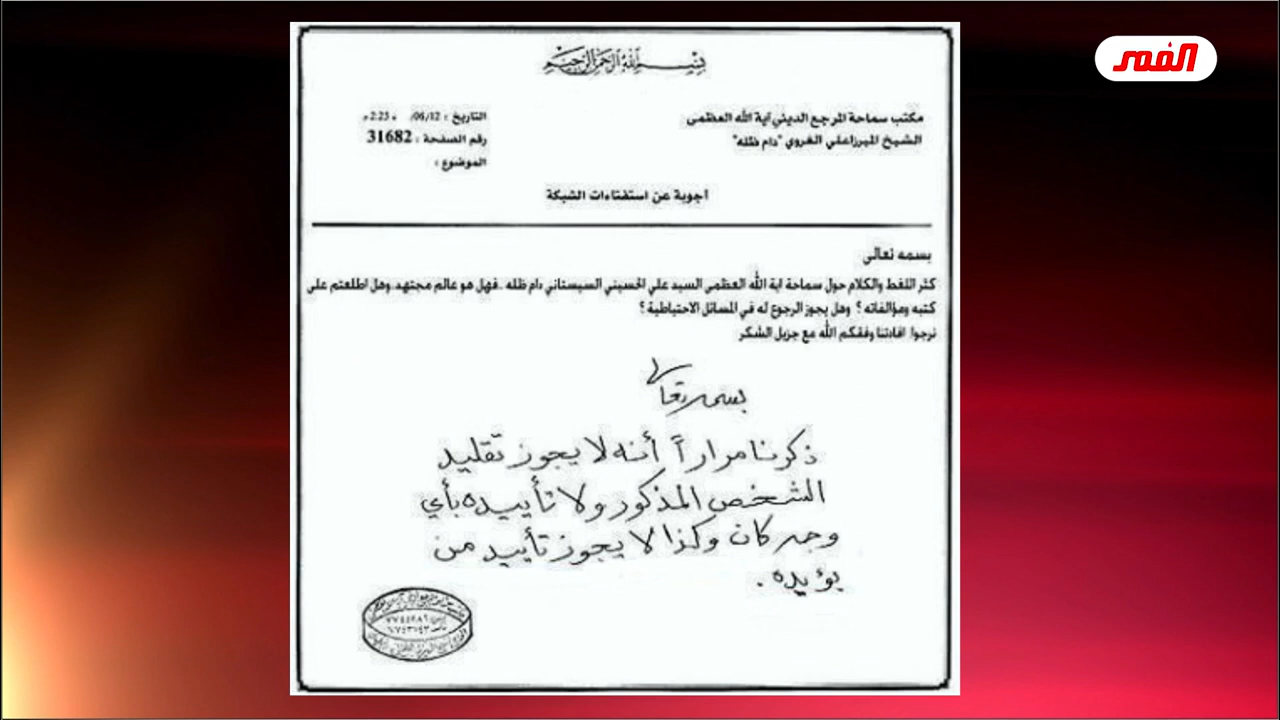 القمر
بسم الله الرحمن الرحيم
مكتب سماحة المرجع الديني آية الله العظمى
الشيخ الميرزا علي الغروي "دام ظله"
التاريخ : 06/12/
رقم الصفحة : 31682
الموضوع :
أجوبة عن استفتاءات الشبكة
بسمه تعالى
كثر اللغط والكلام حول سماحة اية الله العظمى السيد علي الحسيني السيستاني دام ظله .فهل هو عالم مجتهد وهل اطلعتم على
كتبه ومؤلفاته ؟ وهل يجوز الرجوع له في المسائل الاحتياطية ؟
نرجوا افادتنا وفقكم الله مع جزيل الشكر
بسمه تعالى
ذكرنا مراراً أنه لا يجوز تقليد
الشخص المذكور ولا تأييده بأي
وجه كان وكذا لا يجوز تأييد من
يؤيده .